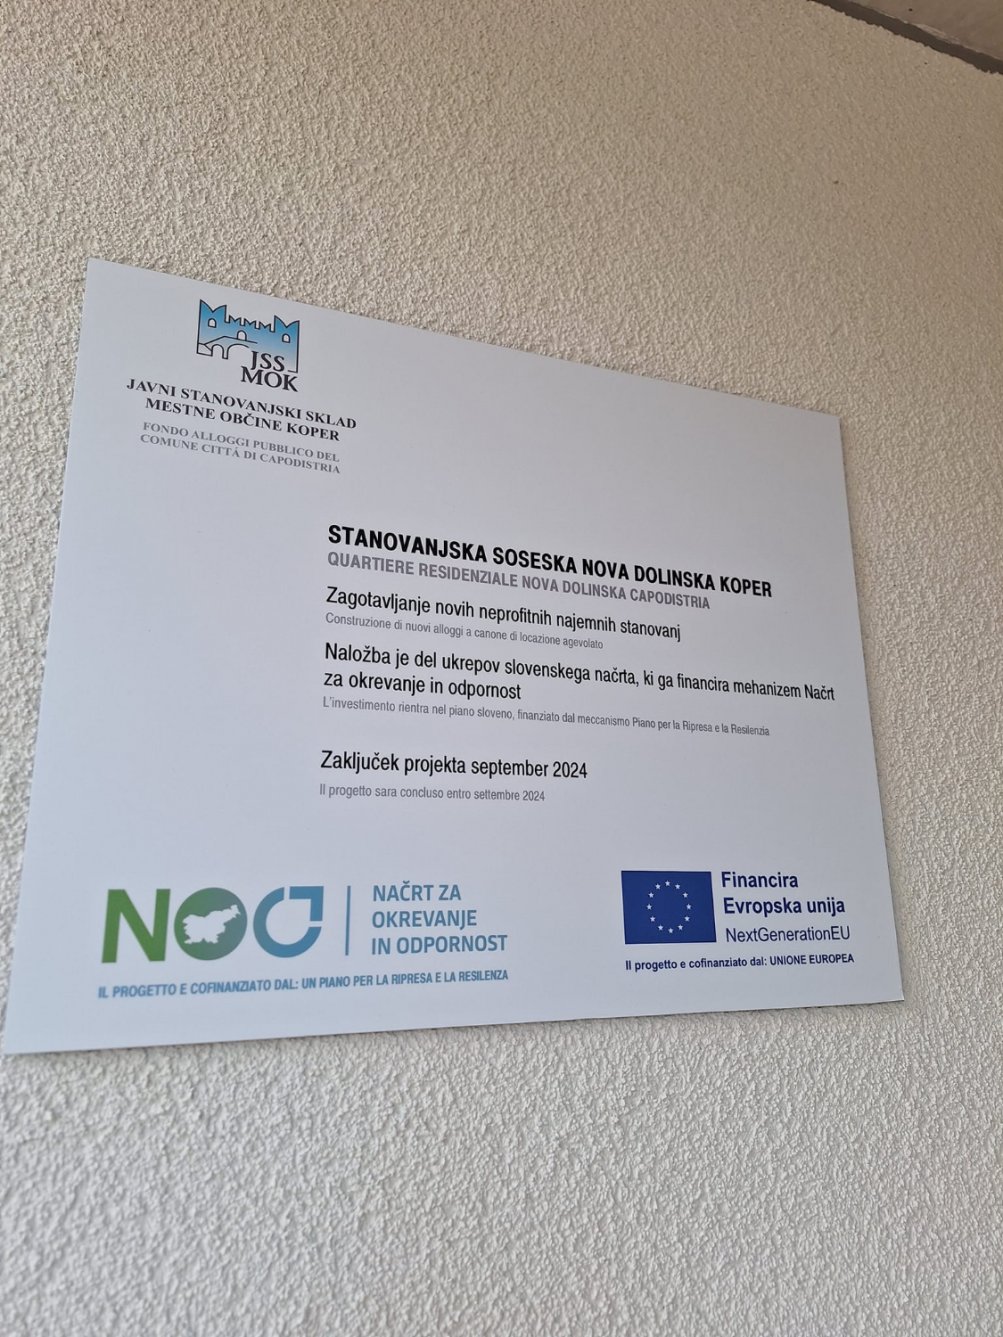 JSS
MOK
JAVNI STANOVANJSKI SKLAD
MESTNE OBČINE KOPER
FONDO ALLOGGI PUBBLICO DEL
COMUNE CITTÁ DI CAPODISTRIA
STANOVANJSKA SOSESKA NOVA DOLINSKA KOPER
QUARTIERE RESIDENZIALE NOVA DOLINSKA CAPODISTRIA
Zagotavljanje novih neprofitnih najemnih stanovanj
Construzione di nuovi alloggi a canone di locazione agevolato
Naložba je del ukrepov slovenskega načrta, ki ga financira mehanizem Načrt
za okrevanje in odpornost
L'investimento rientra nel piano sloveno, finanziato dal meccanismo Piano per la Ripresa e la Resilenzia
Zaključek projekta september 2024
Il progetto sara concluso entro settembre 2024
NOO
NAČRT ZA
OKREVANJE
IN ODPORNOST
IL PROGETTO E COFINANZIATO DAL: UN PIANO PER LA RIPRESA E LA RESILENZA
Financira
Evropska unija
NextGenerationEU
Il progetto e cofinanziato dal: UNIONE EUROPEA